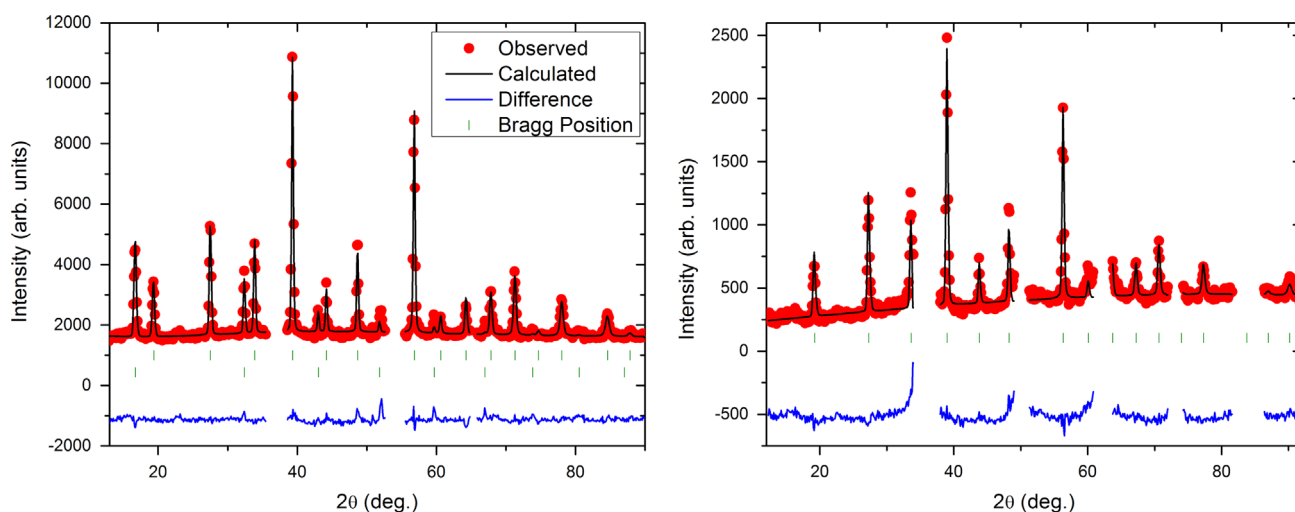 12000
10000
8000
6000
4000
2000
0
-2000
Intensity (arb. units)
Observed
Calculated
Difference
Bragg Position
20
40
60
80
2θ (deg.)
2500
2000
1500
1000
500
0
-500
Intensity (arb. units)
20
40
60
80
2θ (deg.)